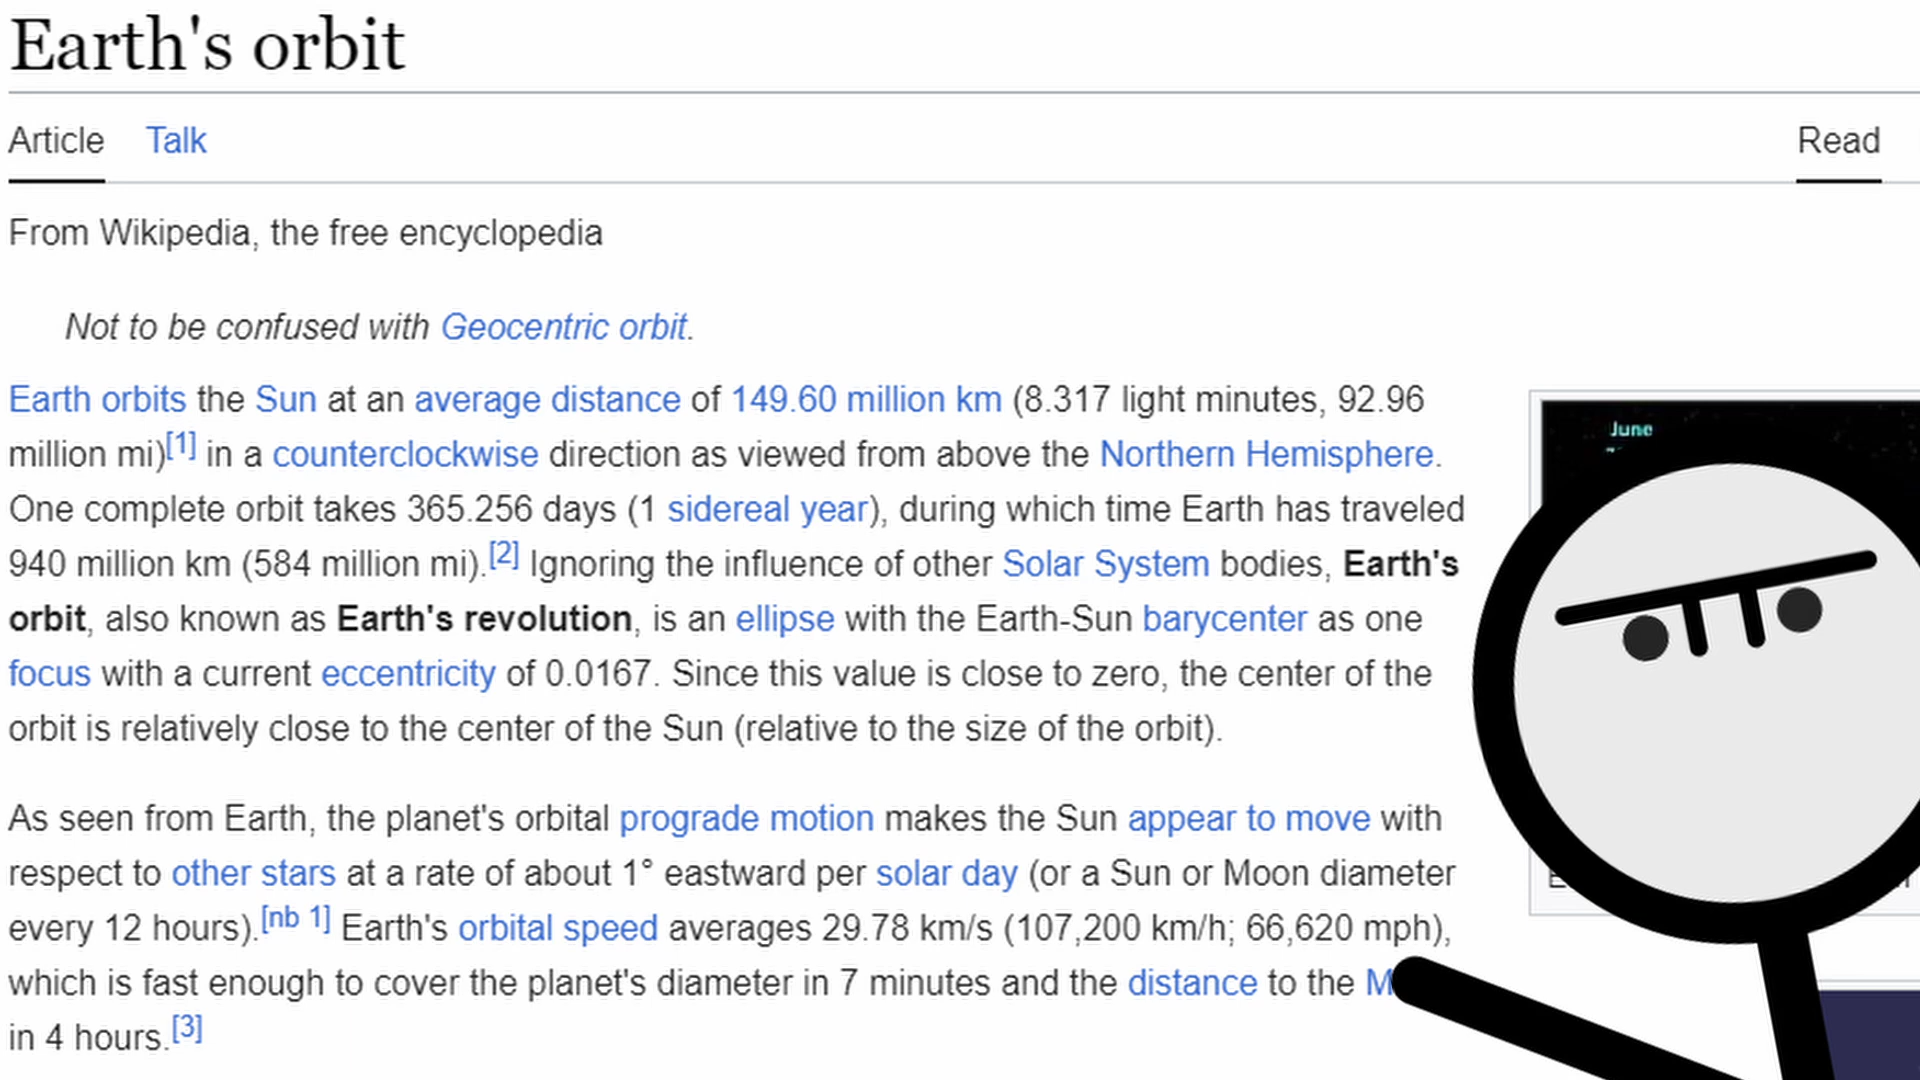 Earth's orbit
Article Talk Read
From Wikipedia, the free encyclopedia
Not to be confused with Geocentric orbit.
Earth orbits the Sun at an average distance of 149.60 million km (8.317 light minutes, 92.96
million mi)[1] in a counterclockwise direction as viewed from above the Northern Hemisphere.
One complete orbit takes 365.256 days (1 sidereal year), during which time Earth has traveled
940 million km (584 million mi).[2] Ignoring the influence of other Solar System bodies, Earth's
orbit, also known as Earth's revolution, is an ellipse with the Earth-Sun barycenter as one
focus with a current eccentricity of 0.0167. Since this value is close to zero, the center of the
orbit is relatively close to the center of the Sun (relative to the size of the orbit).
As seen from Earth, the planet's orbital prograde motion makes the Sun appear to move with
respect to other stars at a rate of about 1° eastward per solar day (or a Sun or Moon diameter
every 12 hours).[nb 1] Earth's orbital speed averages 29.78 km/s (107,200 km/h; 66,620 mph),
which is fast enough to cover the planet's diameter in 7 minutes and the distance to the
in 4 hours.[3]
June